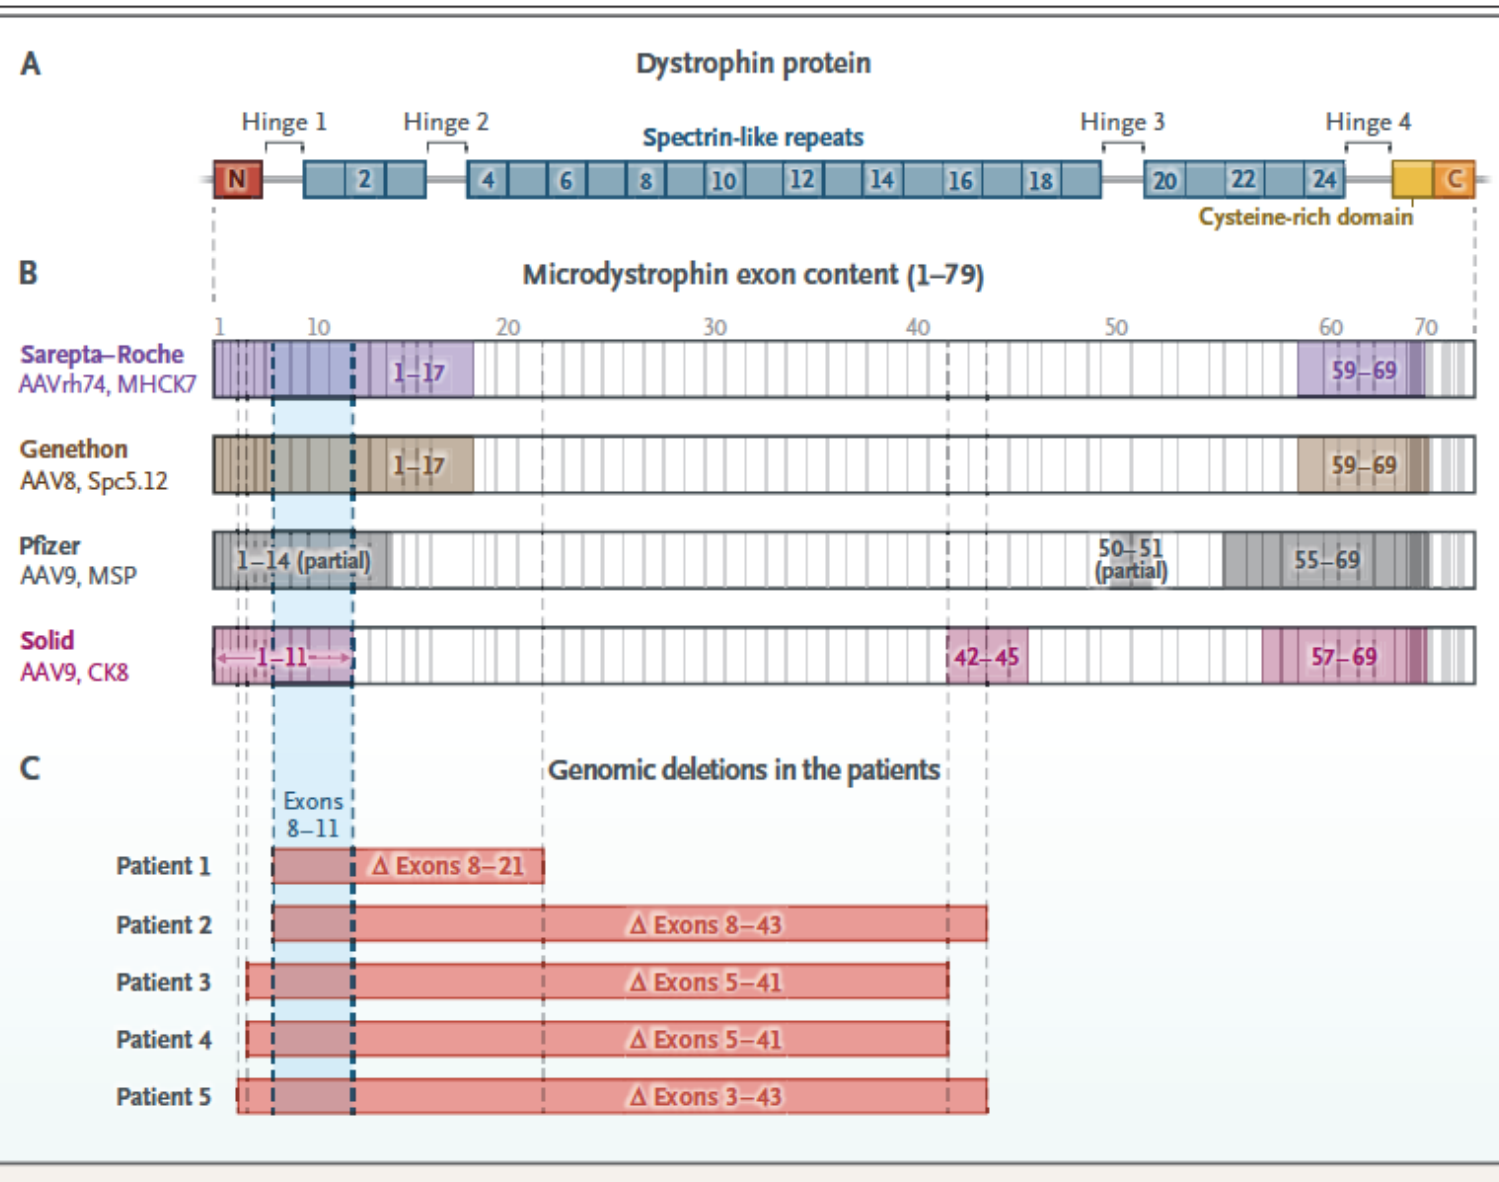 A
Dystrophin protein
Hinge 1
Hinge 2
Spectrin-like repeats
Hinge 3
Hinge 4
N 2 4 6 8 10 12 14 16 18 20 22 24 C
Cysteine-rich domain
B
Microdystrophin exon content (1–79)
1 10 20 30 40 50 60 70
Sarepta–Roche
AAVrh74, MHCK7
1–17
59–69
Genethon
AAV8, Spc5.12
1–17
59–69
Pfizer
AAV9, MSP
1–14 (partial)
50–51
(partial)
55–69
Solid
AAV9, CK8
1–11
42–45
57–69
C
Genomic deletions in the patients
Exons
8–11
Patient 1
Δ Exons 8–21
Patient 2
Δ Exons 8–43
Patient 3
Δ Exons 5–41
Patient 4
Δ Exons 5–41
Patient 5
Δ Exons 3–43